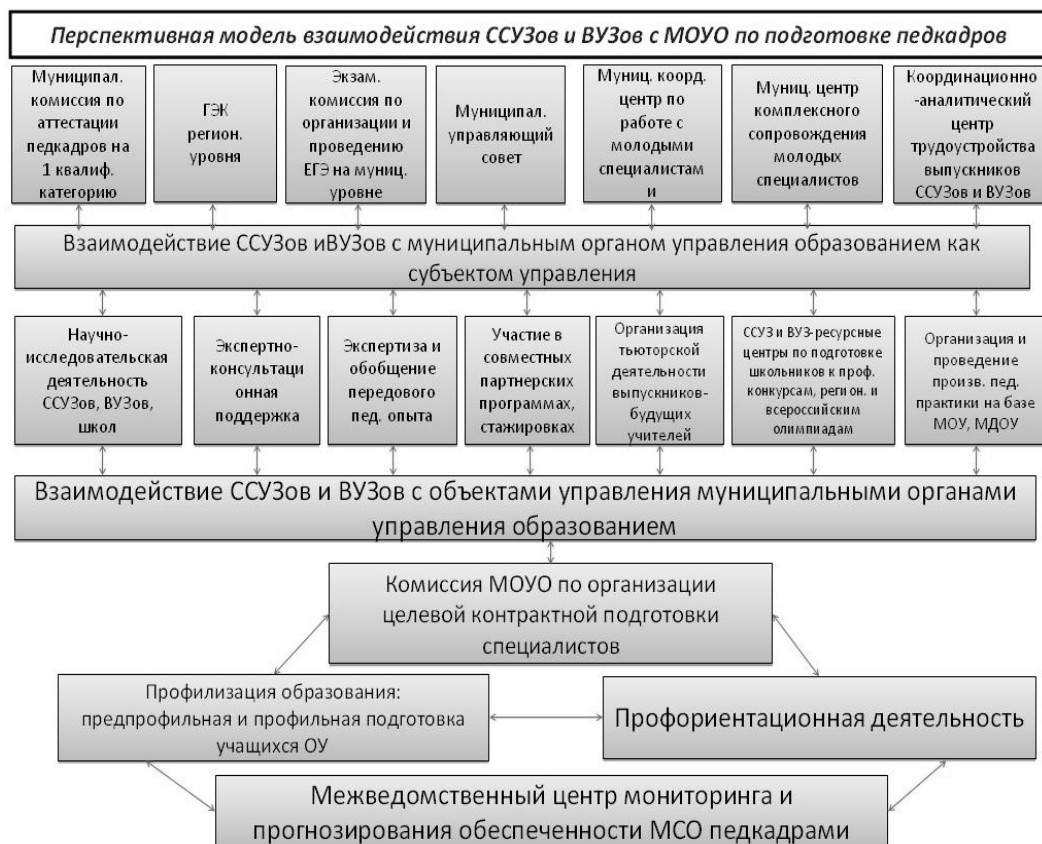 Перспективная модель взаимодействия ССУЗов и ВУЗов с МОУО по подготовке педкадров
Муниципал.
комиссия по
аттестации
педкадров на
1 квалиф.
категорию
ГЭК
регион.
уровня
Экзам.
комиссия по
организации и
проведению
ЕГЭ на муниц.
уровне
Муниципал.
управляющий
совет
Муниц. коорд.
центр по
работе с
молодыми
специалистам
и
Муниц. центр
комплексного
сопровождения
молодых
специалистов
Координационно
-аналитический
центр
трудоустройства
выпускников
ССУЗов и ВУЗов
Взаимодействие ССУЗов иВУЗов с муниципальным органом управления образованием как
субъектом управления
Научно-
исследовательская
деятельность
ССУЗов, ВУЗов,
школ
Экспертно-
консультаци
онная
поддержка
Экспертиза и
обобщение
передового
пед. опыта
Участие в
совместных
партнерских
программах,
стажировках
Организация
тьюторской
деятельности
выпускников-
будущих
учителей
ССУЗ и ВУЗ-ресурсные
центры по подготовке
школьников к проф.
конкурсам, регион. и
всероссийским
олимпиадам
Организация и
проведение
произв. пед.
практики на базе
МОУ, МДОУ
Взаимодействие ССУЗов и ВУЗов с объектами управления муниципальными органами
управления образованием
Комиссия МОУО по организации
целевой контрактной подготовки
специалистов
Профилизация образования:
предпрофильная и профильная подготовка
учащихся ОУ
Профориентационная деятельность
Межведомственный центр мониторинга и
прогнозирования обеспеченности МСО педкадрами